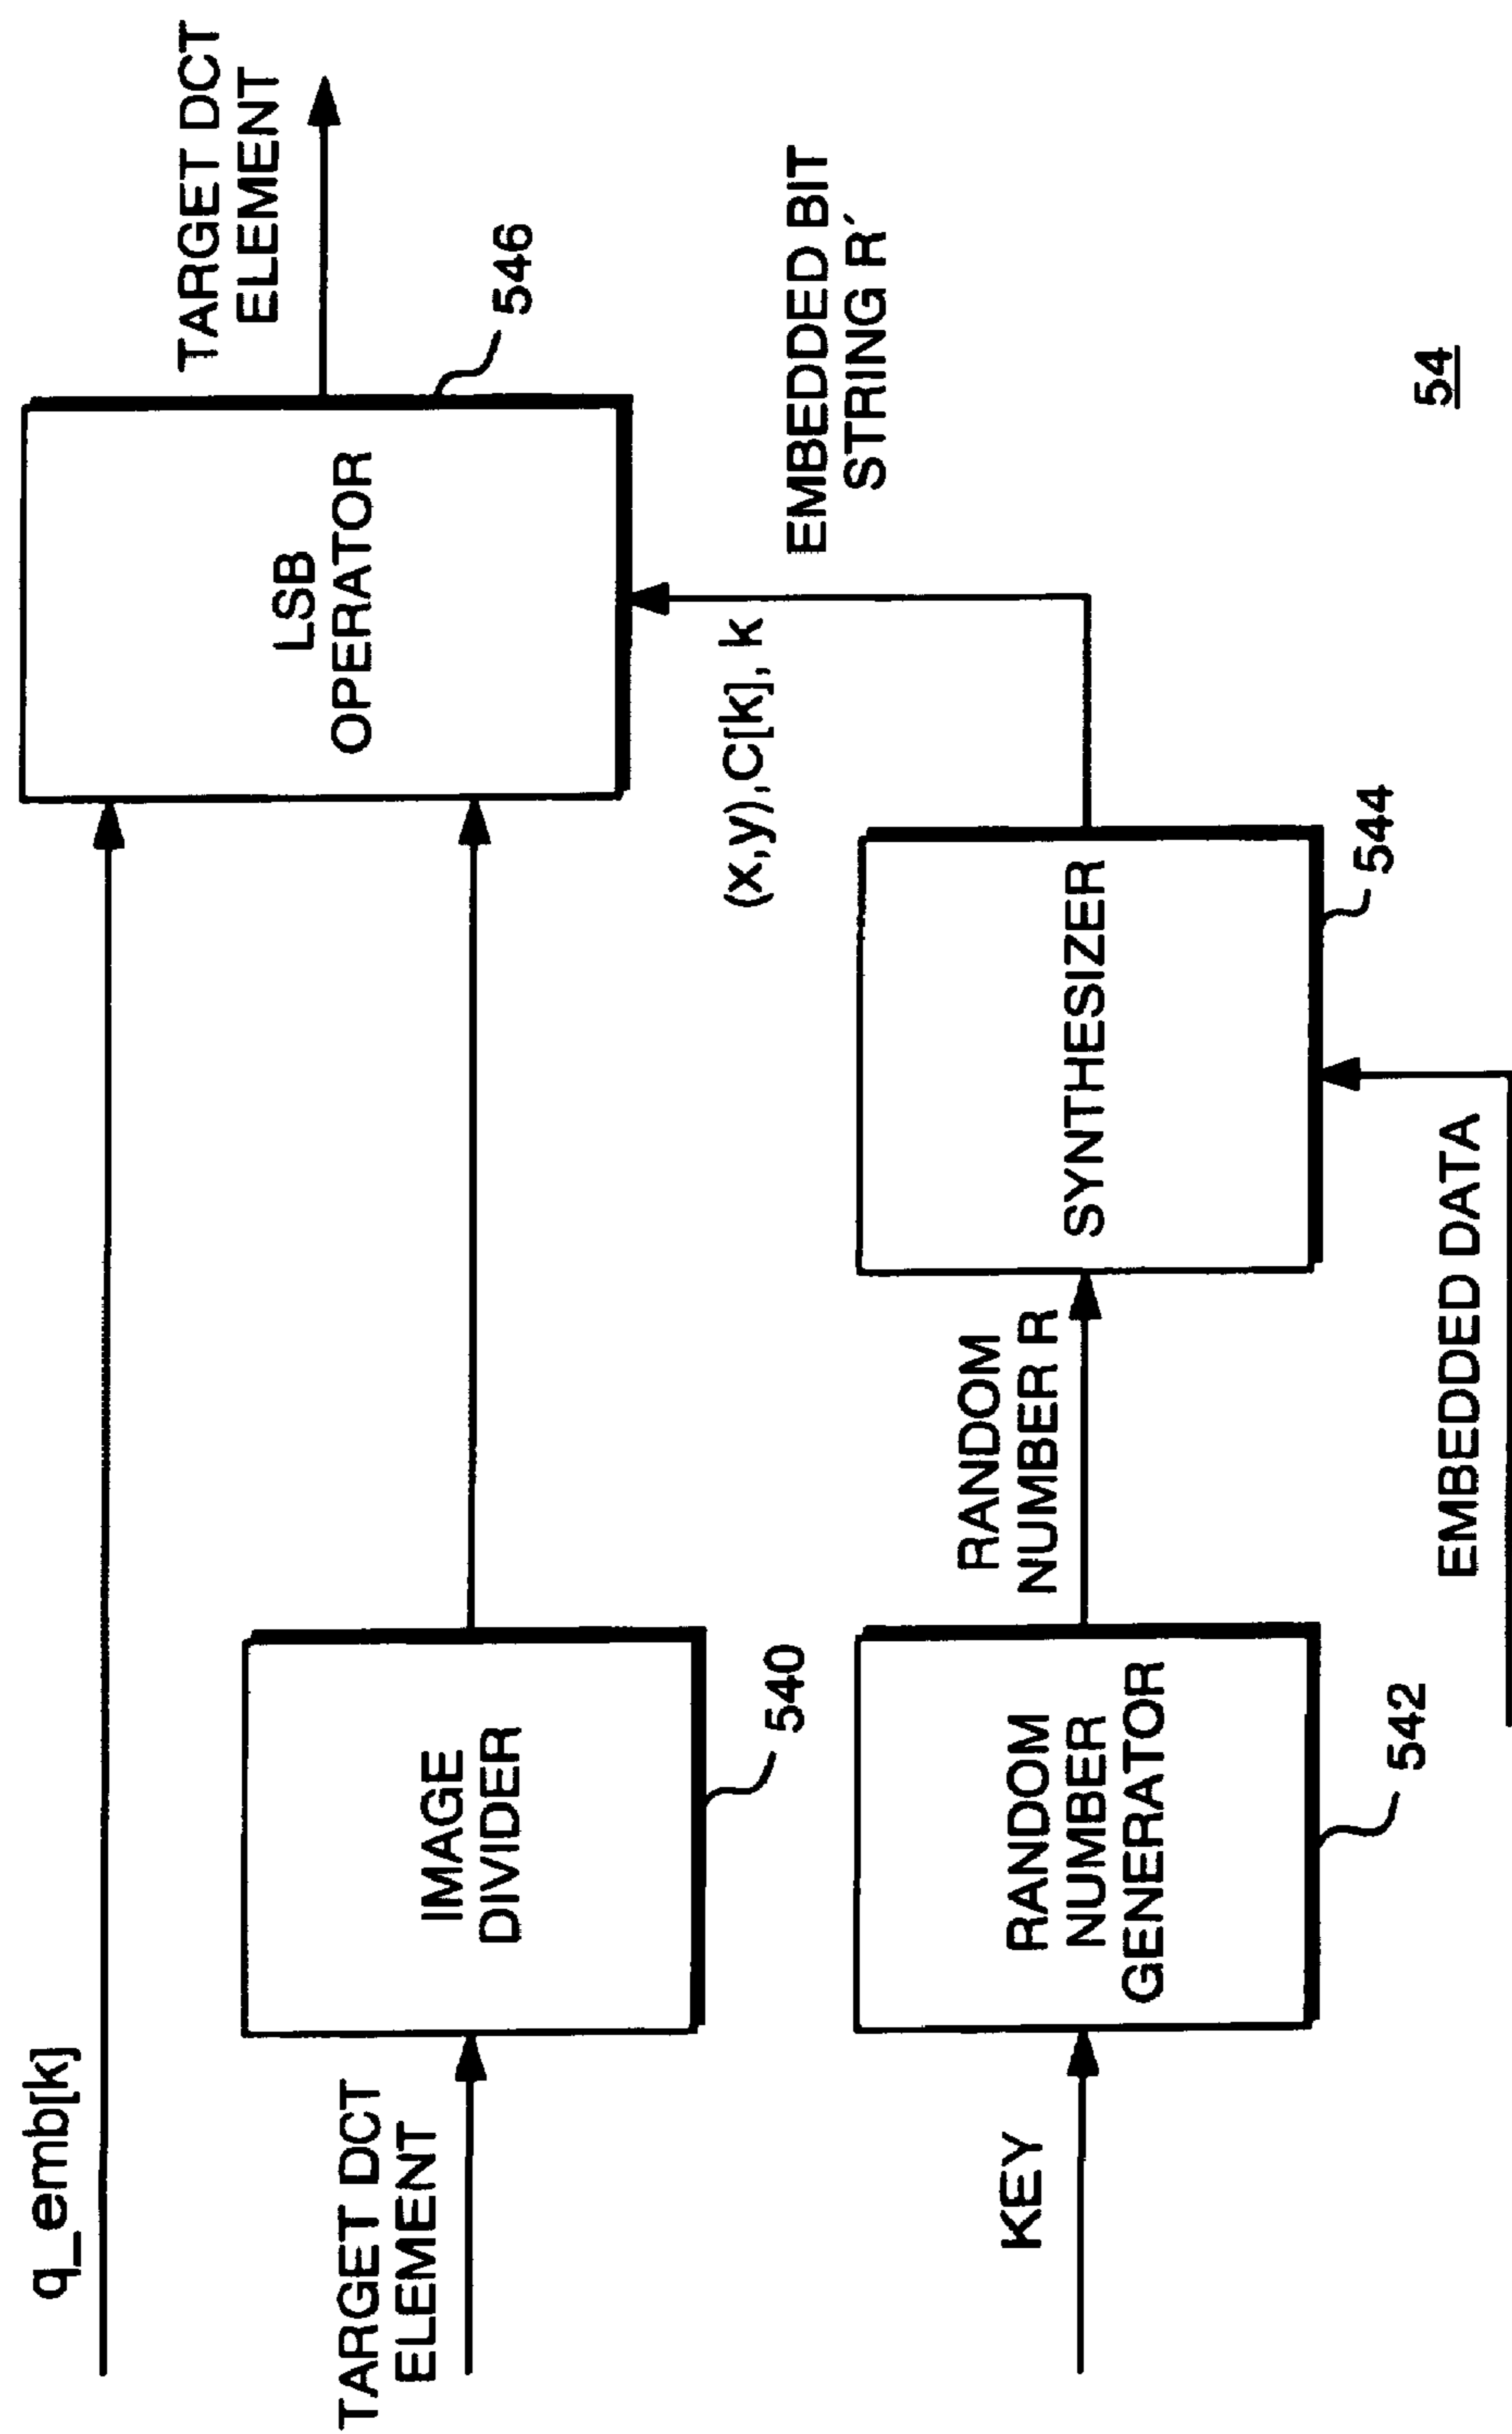 q_emb[k]
TARGET DCT
ELEMENT
IMAGE
DIVIDER
540
LSB
OPERATOR
546
TARGET DCT
ELEMENT
KEY
RANDOM
NUMBER
GENERATOR
542
RANDOM
NUMBER R
SYNTHESIZER
544
(x,y),C[k], k
EMBEDDED BIT
STRING R´
EMBEDDED DATA
54